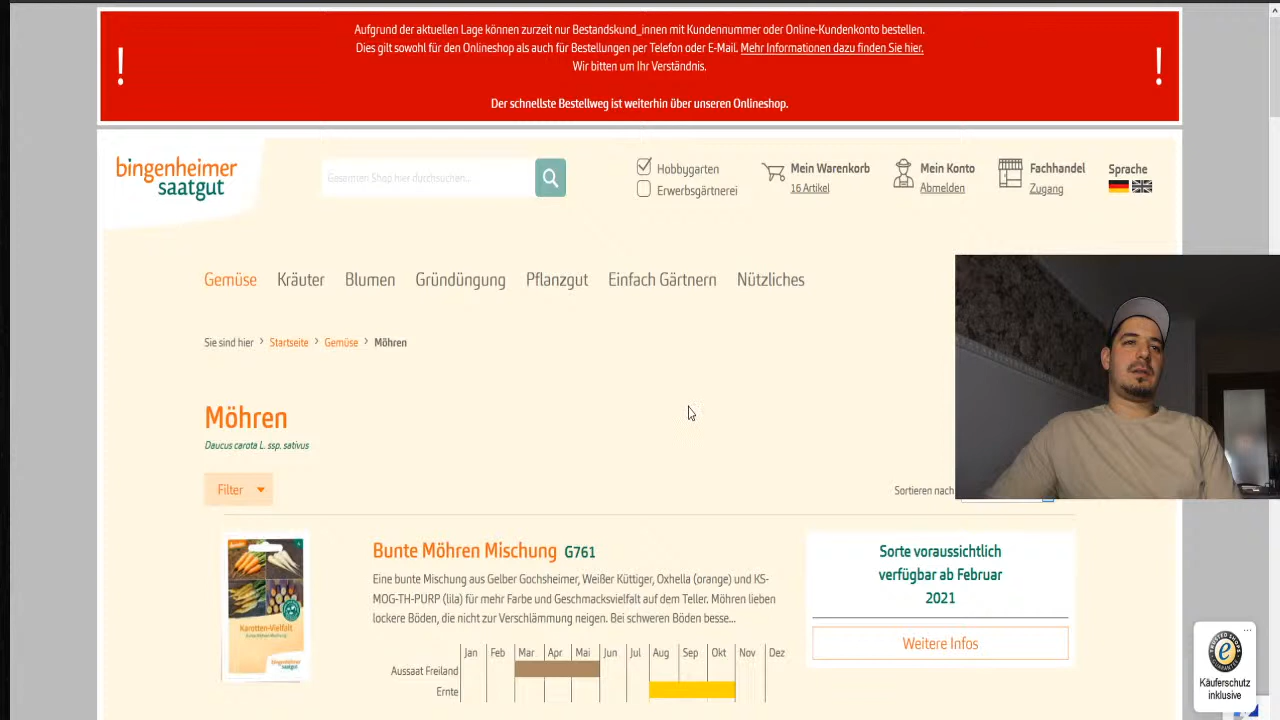 Aufgrund der aktuellen Lage können zurzeit nur Bestandskund_innen mit Kundennummer oder Online-Kundenkonto bestellen.
Dies gilt sowohl für den Onlineshop als auch für Bestellungen per Telefon oder E-Mail. Mehr Informationen dazu finden Sie hier.
! !
Wir bitten um Ihr Verständnis.
Der schnellste Bestellweg ist weiterhin über unseren Onlineshop.
bingenheimer
saatgut
Gesamten Shop hier durchsuchen...
Hobbygarten
Erwerbsgärtnerei
Mein Warenkorb
16 Artikel
Mein Konto
Abmelden
Fachhandel
Zugang
Sprache
Gemüse Kräuter Blumen Gründüngung Pflanzgut Einfach Gärtnern Nützliches
Sie sind hier › Startseite › Gemüse › Möhren
Möhren
Daucus carota L. ssp. sativus
Filter
Sortieren nach
Karotten-Vielfalt
bingenheimer
saatgut
Bunte Möhren Mischung G761
Eine bunte Mischung aus Gelber Gochsheimer, Weißer Küttiger, Oxhella (orange) und KS-
MOG-TH-PURP (lila) für mehr Farbe und Geschmacksvielfalt auf dem Teller. Möhren lieben
lockere Böden, die nicht zur Verschlämmung neigen. Bei schweren Böden besse...
Jan Feb Mar Apr Mai Jun Jul Aug Sep Okt Nov Dez
Aussaat Freiland
Ernte
Sorte voraussichtlich
verfügbar ab Februar
2021
Weitere Infos
...
e
Käuferschutz
inklusive